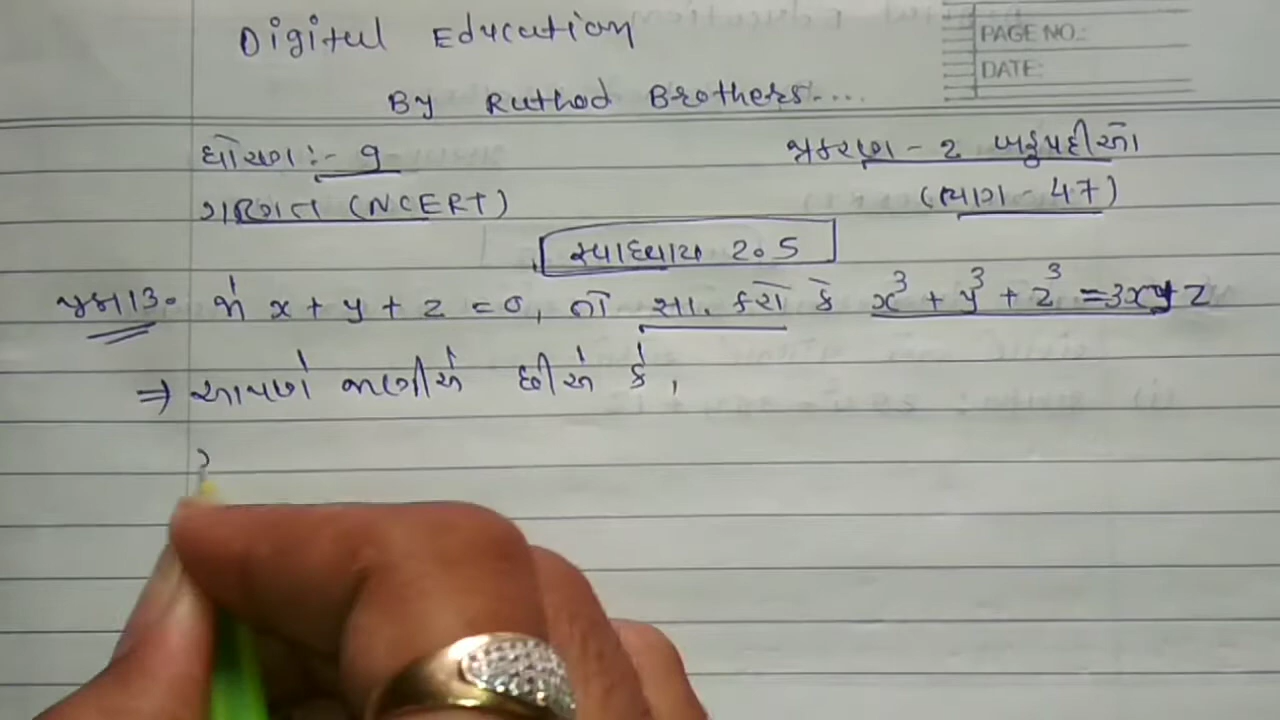 Digital Education
PAGE NO.:
DATE:
By Rathod Brothers....
ધોરણ :- 9
પ્રકરણ - 2 બહુપદીઓ
ગણિત (NCERT)
(ભાગ - 47)
સ્વાધ્યાય 2.5
પ્રશ્ન 13. જો x + y + z = 0, તો સા. કરો કે x³ + y³ + z³ = 3xyz
⇒ આપણે જાણીએ છીએ કે,